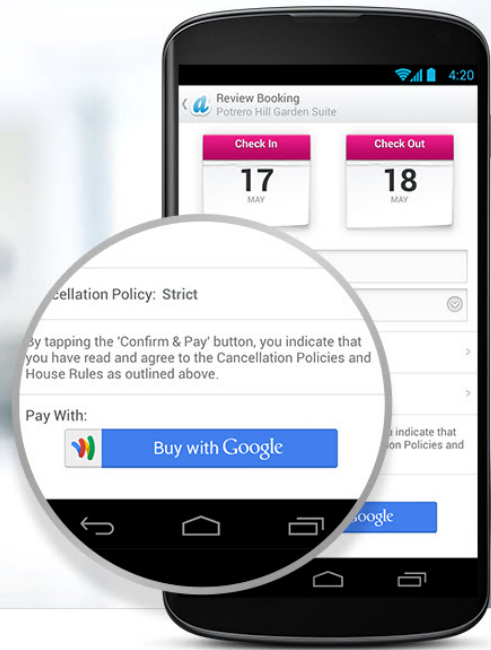 4:20
Review Booking
Potrero Hill Garden Suite
Check In
17
MAY
Check Out
18
MAY
cellation Policy: Strict
By tapping the 'Confirm & Pay' button, you indicate that
you have read and agree to the Cancellation Policies and
House Rules as outlined above.
Pay With:
Buy with Google
indicate that
on Policies and
oogle